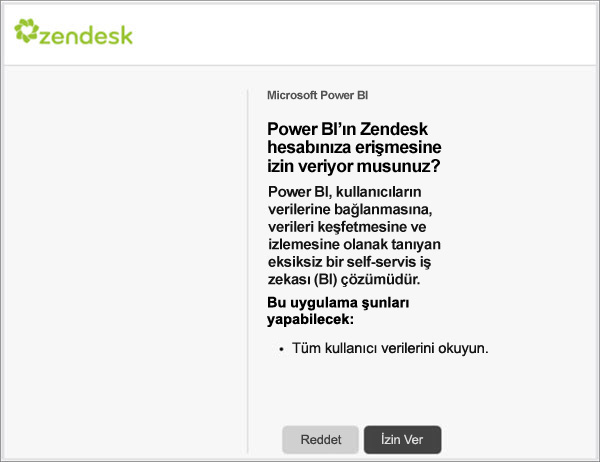 zendesk
Microsoft Power BI
Power BI’ın Zendesk
hesabınıza erişmesine
izin veriyor musunuz?
Power BI, kullanıcıların
verilerine bağlanmasına,
verileri keşfetmesine ve
izlemesine olanak tanıyan
eksiksiz bir self-servis iş
zekası (BI) çözümüdür.
Bu uygulama şunları
yapabilecek:
• Tüm kullanıcı verilerini okuyun.
Reddet İzin Ver